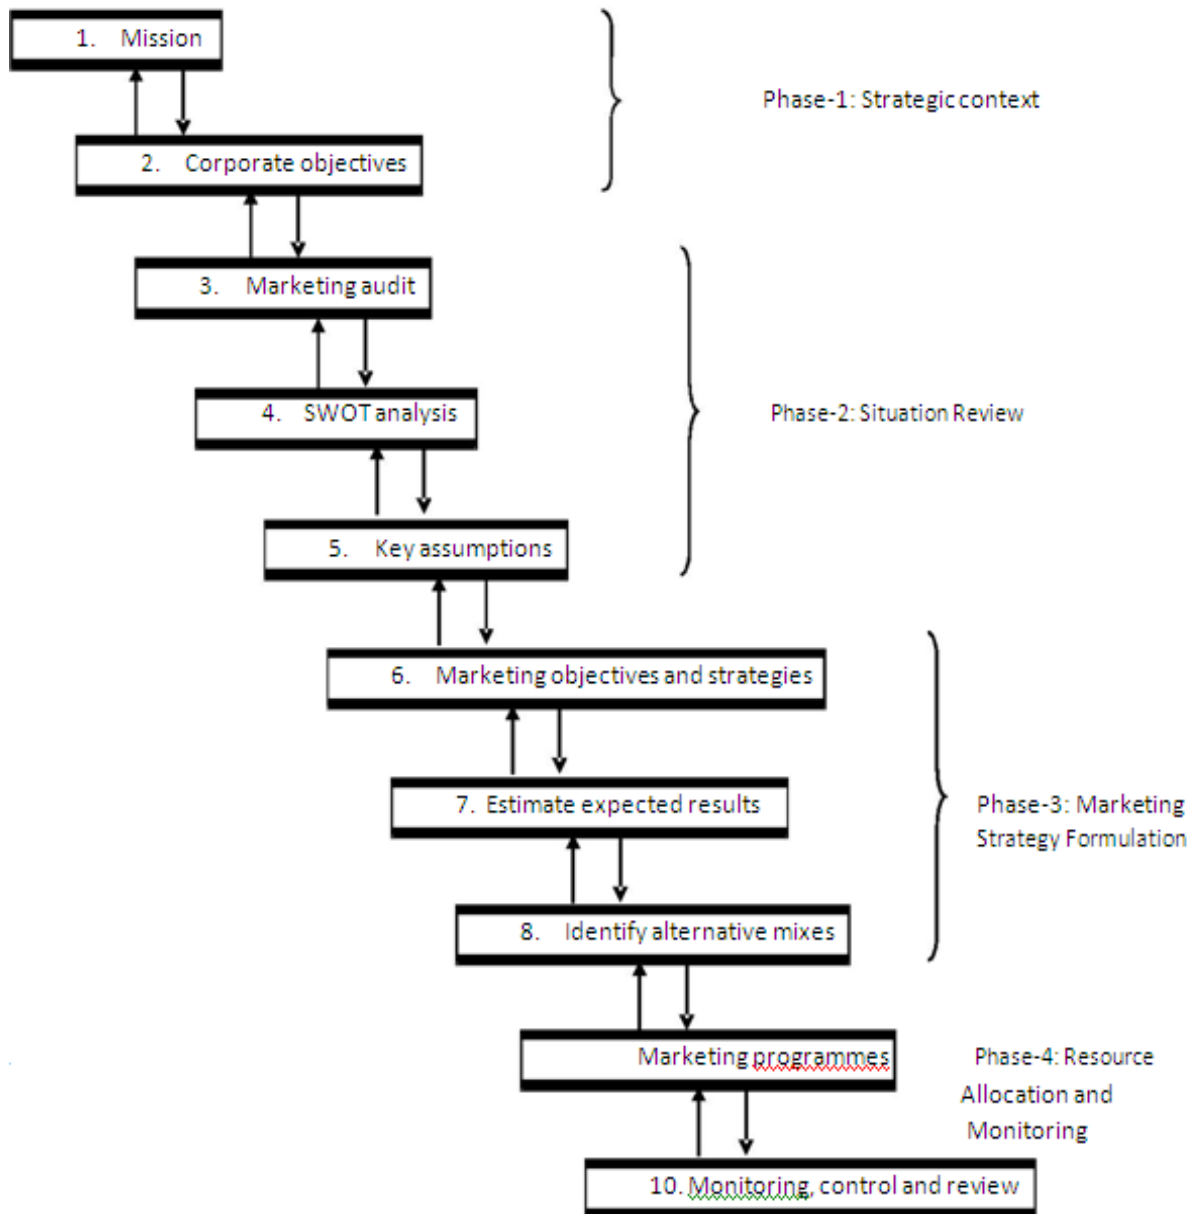 1. Mission
Phase-1: Strategic context
2. Corporate objectives
3. Marketing audit
4. SWOT analysis
Phase-2: Situation Review
5. Key assumptions
6. Marketing objectives and strategies
7. Estimate expected results
Phase-3: Marketing
Strategy Formulation
8. Identify alternative mixes
Marketing programmes
Phase-4: Resource
Allocation and
Monitoring
10. Monitoring, control and review